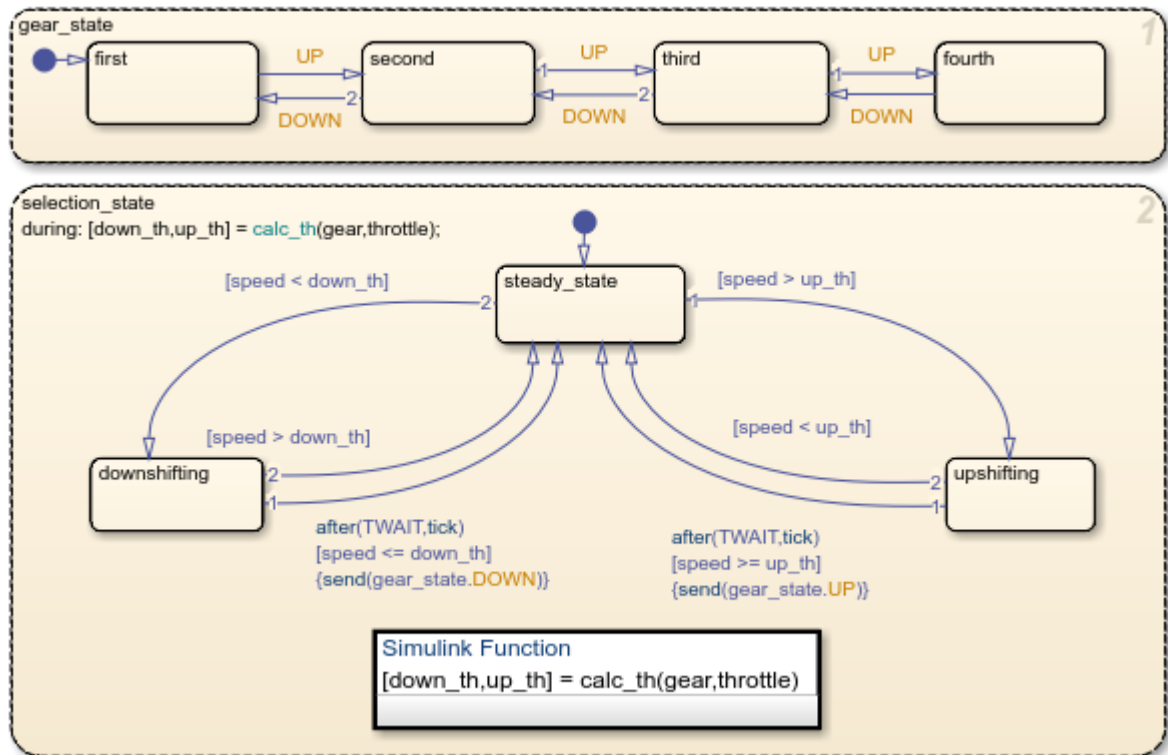 gear_state
1
first
UP
second
1
UP
third
1
UP
fourth
2
DOWN
2
DOWN
DOWN
selection_state
2
during: [down_th,up_th] = calc_th(gear,throttle);
[speed < down_th]
steady_state
[speed > up_th]
2
1
[speed > down_th]
[speed < up_th]
downshifting
2
1
2
1
upshifting
after(TWAIT,tick)
[speed <= down_th]
{send(gear_state.DOWN)}
after(TWAIT,tick)
[speed >= up_th]
{send(gear_state.UP)}
Simulink Function
[down_th,up_th] = calc_th(gear,throttle)